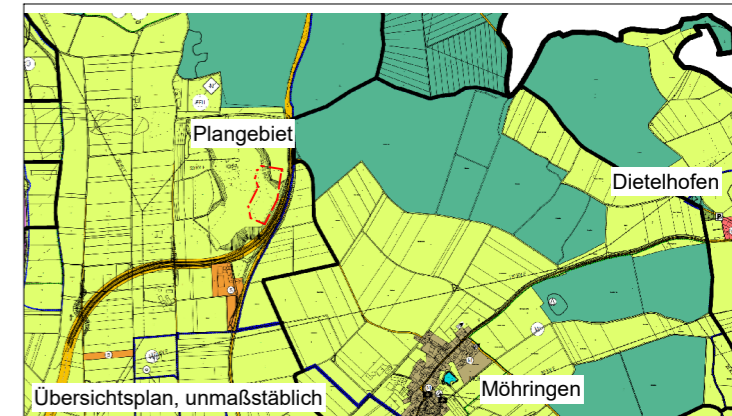 Plangebiet
Dietelhofen
Möhringen
Übersichtsplan, unmaßstäblich